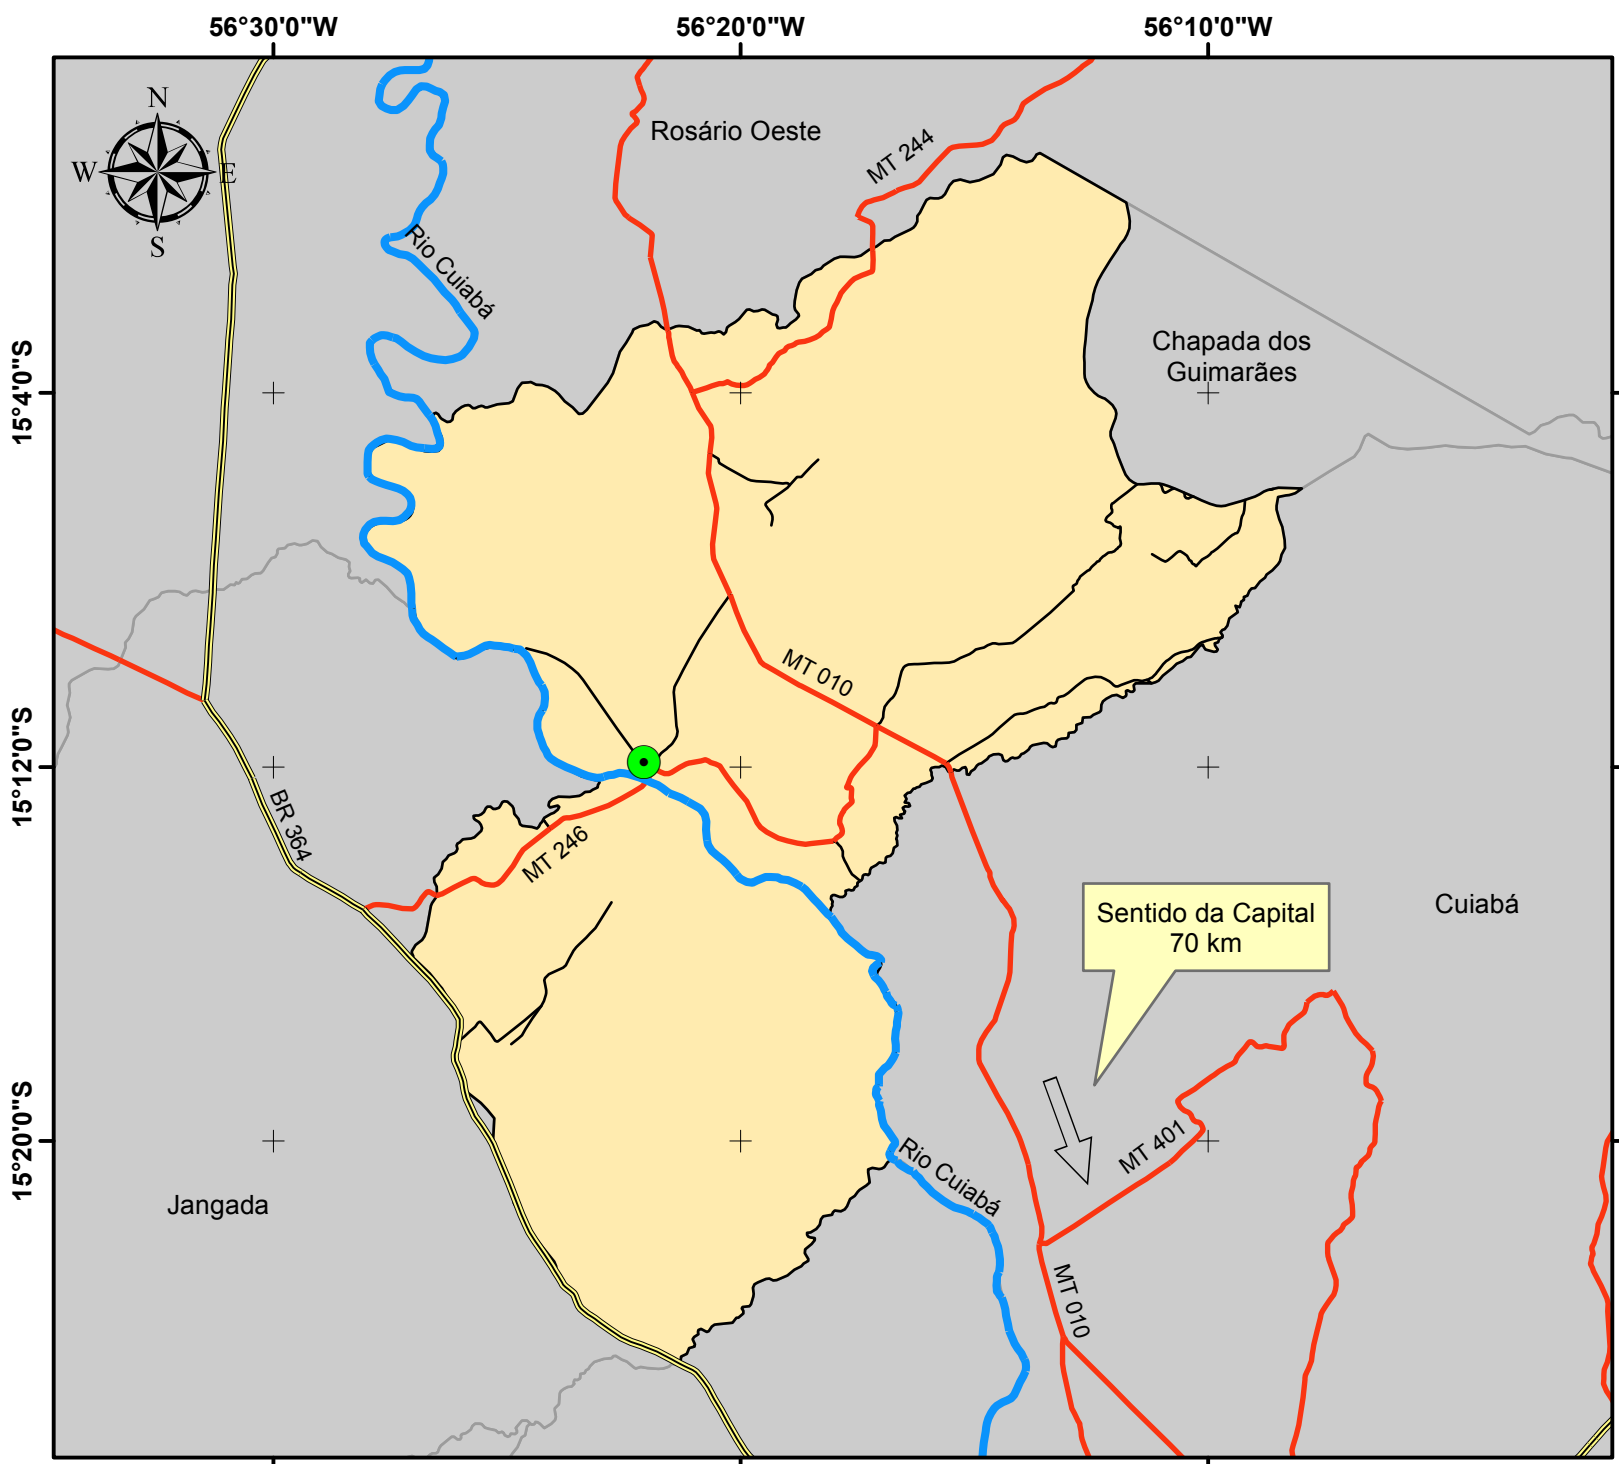 56°30'0"W
56°20'0"W
56°10'0"W
N
W
E
S
Rosário Oeste
MT 244
Rio Cuiabá
Chapada dos
Guimarães
15°4'0"S
MT 010
15°12'0"S
BR 364
MT 246
Sentido da Capital
70 km
Cuiabá
15°20'0"S
MT 401
Rio Cuiabá
Jangada
MT 010